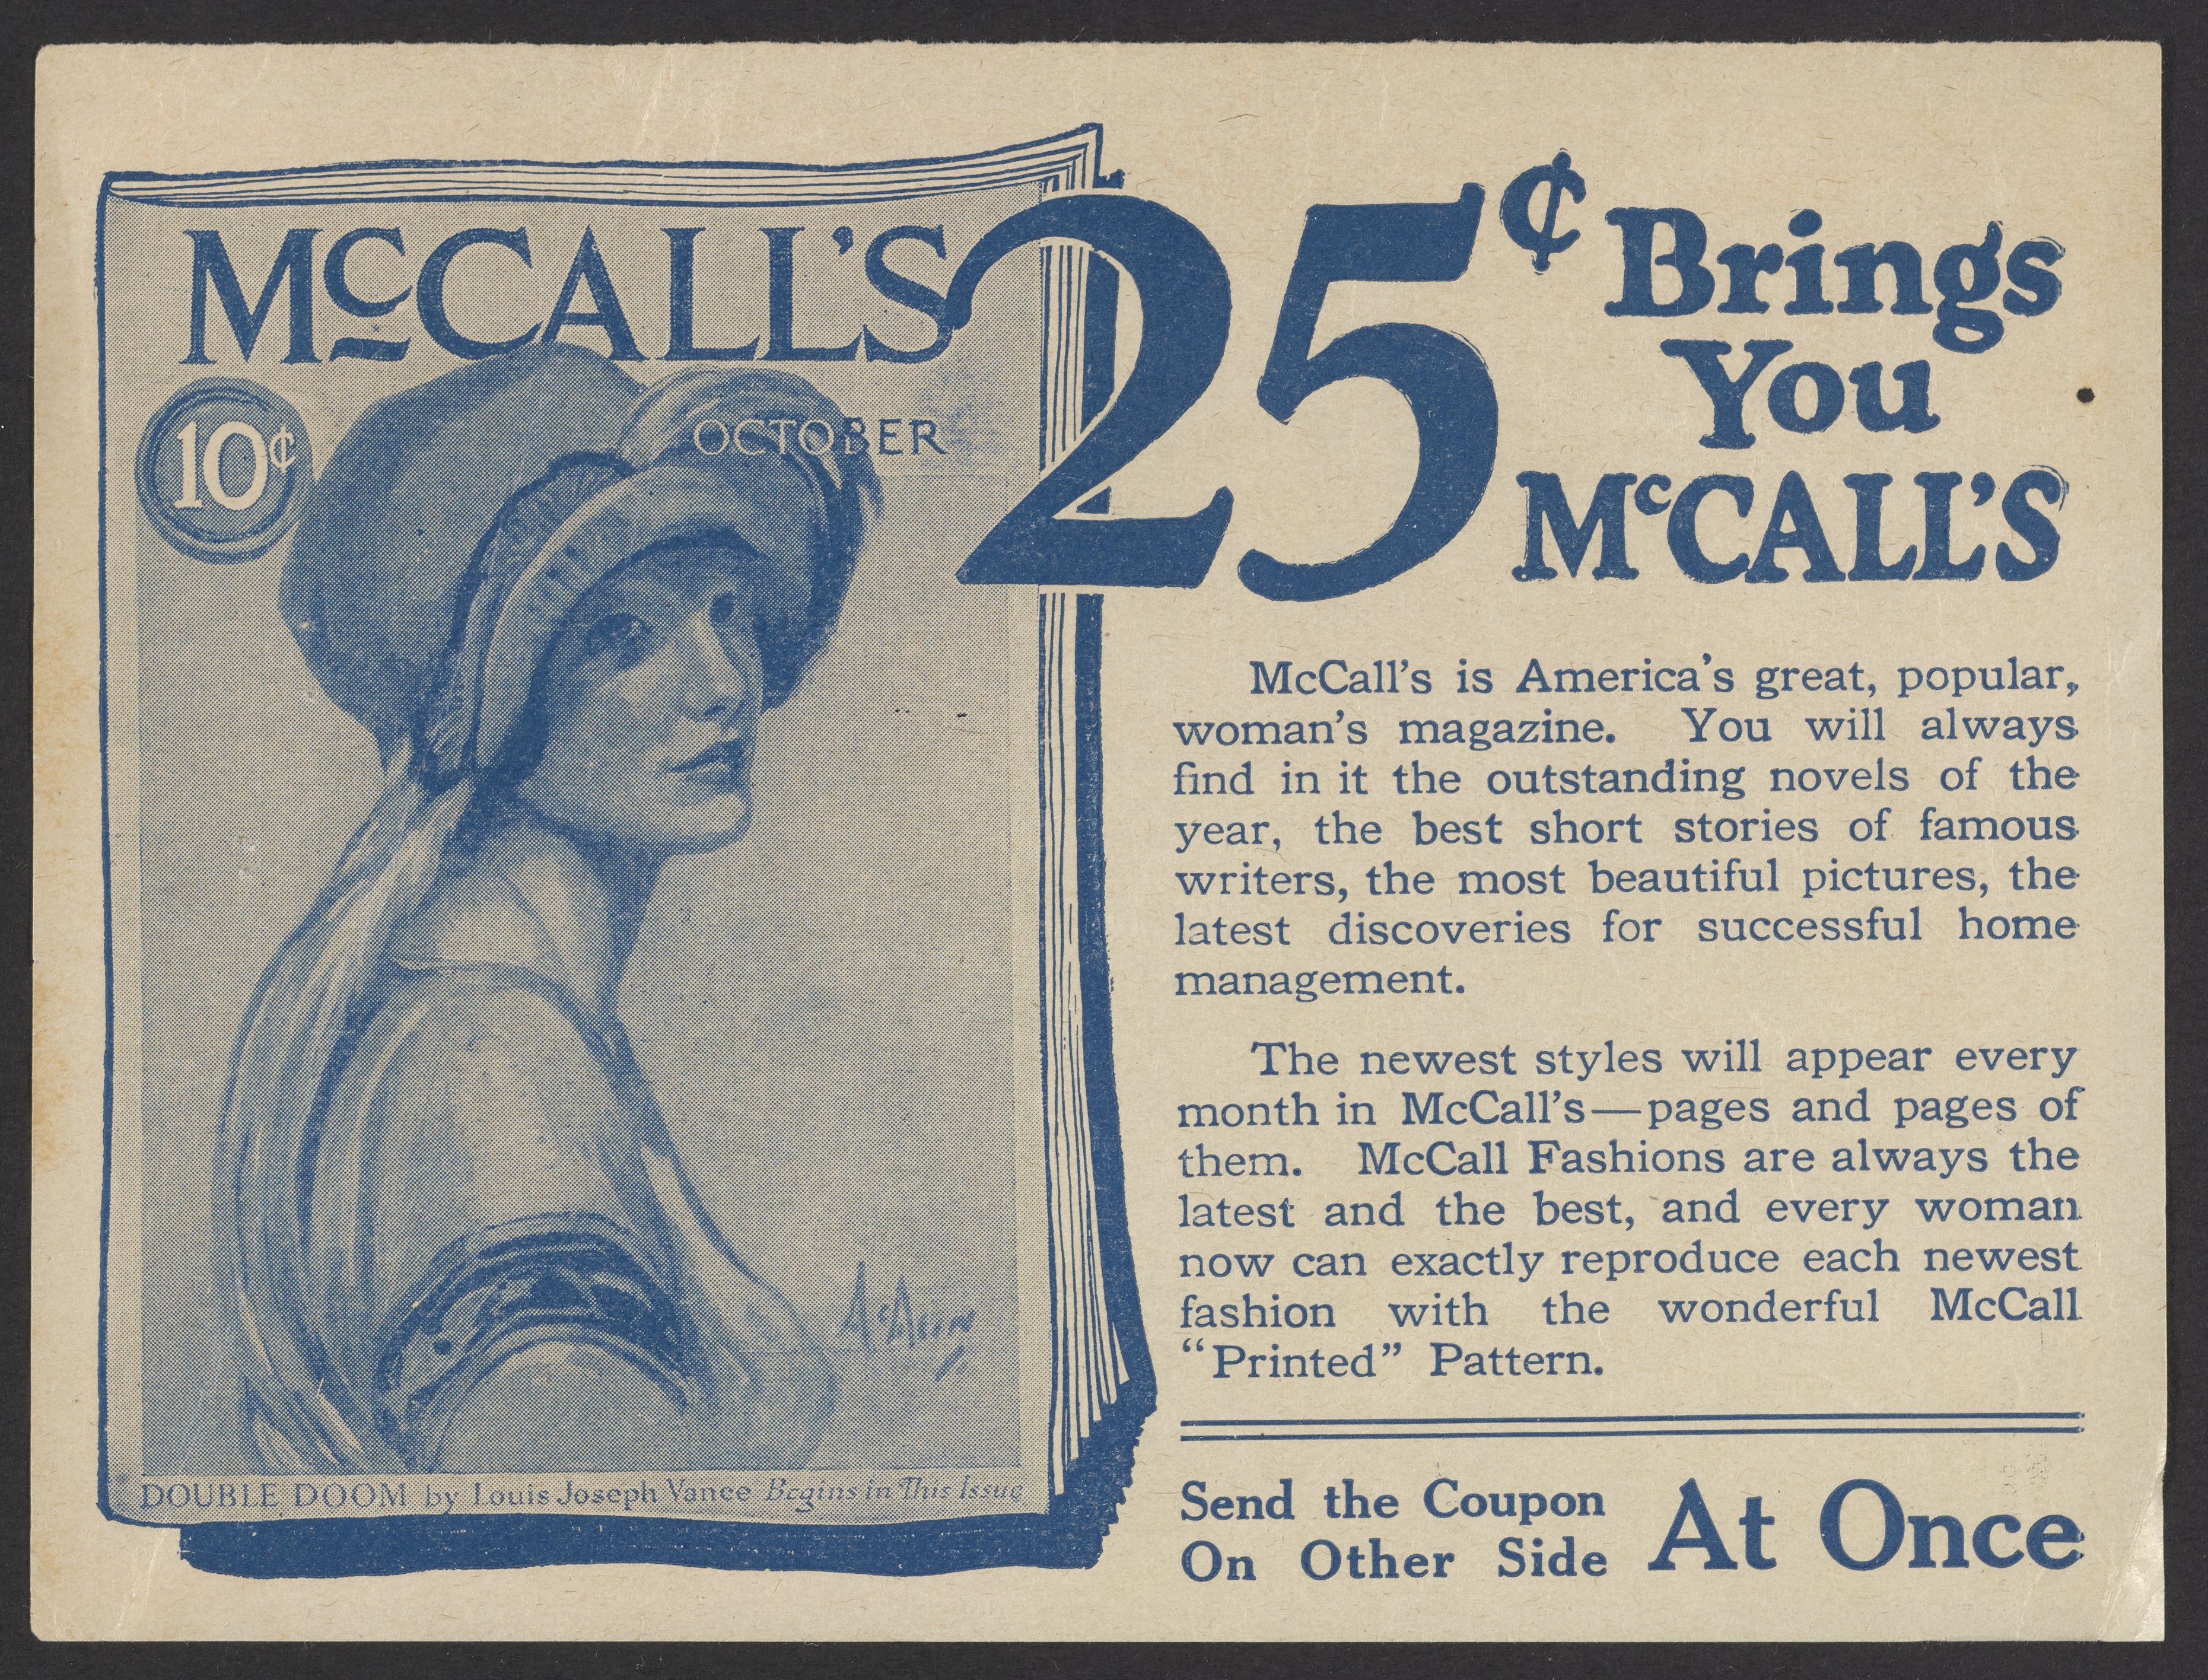 McCALL'S
10¢
OCTOBER
DOUBLE DOOM by Louis Joseph Vance Begins in This Issue
25¢ Brings
You
McCALL'S
McCall's is America's great, popular,
woman's magazine. You will always
find in it the outstanding novels of the
year, the best short stories of famous
writers, the most beautiful pictures, the
latest discoveries for successful home
management.
The newest styles will appear every
month in McCall's—pages and pages of
them. McCall Fashions are always the
latest and the best, and every woman
now can exactly reproduce each newest
fashion with the wonderful McCall
“Printed” Pattern.
Send the Coupon
On Other Side
At Once